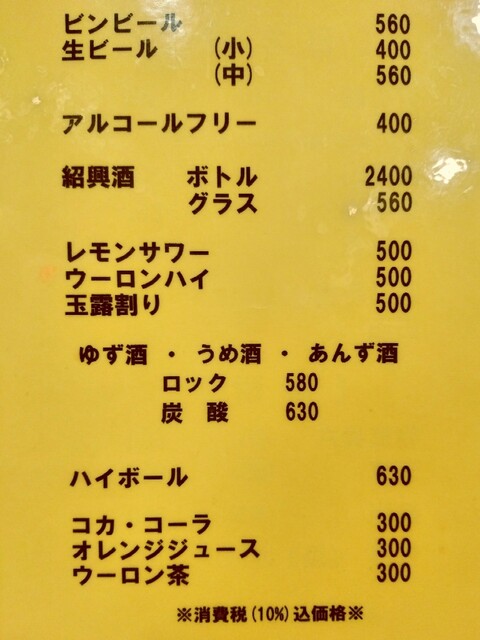 ビンビール 560
生ビール (小) 400
(中) 560
アルコールフリー 400
紹興酒 ボトル 2400
グラス 560
レモンサワー 500
ウーロンハイ 500
玉露割り 500
ゆず酒 ・ うめ酒 ・ あんず酒
ロック 580
炭 酸 630
ハイボール 630
コカ・コーラ 300
オレンジジュース 300
ウーロン茶 300
※消費税(10%)込価格※